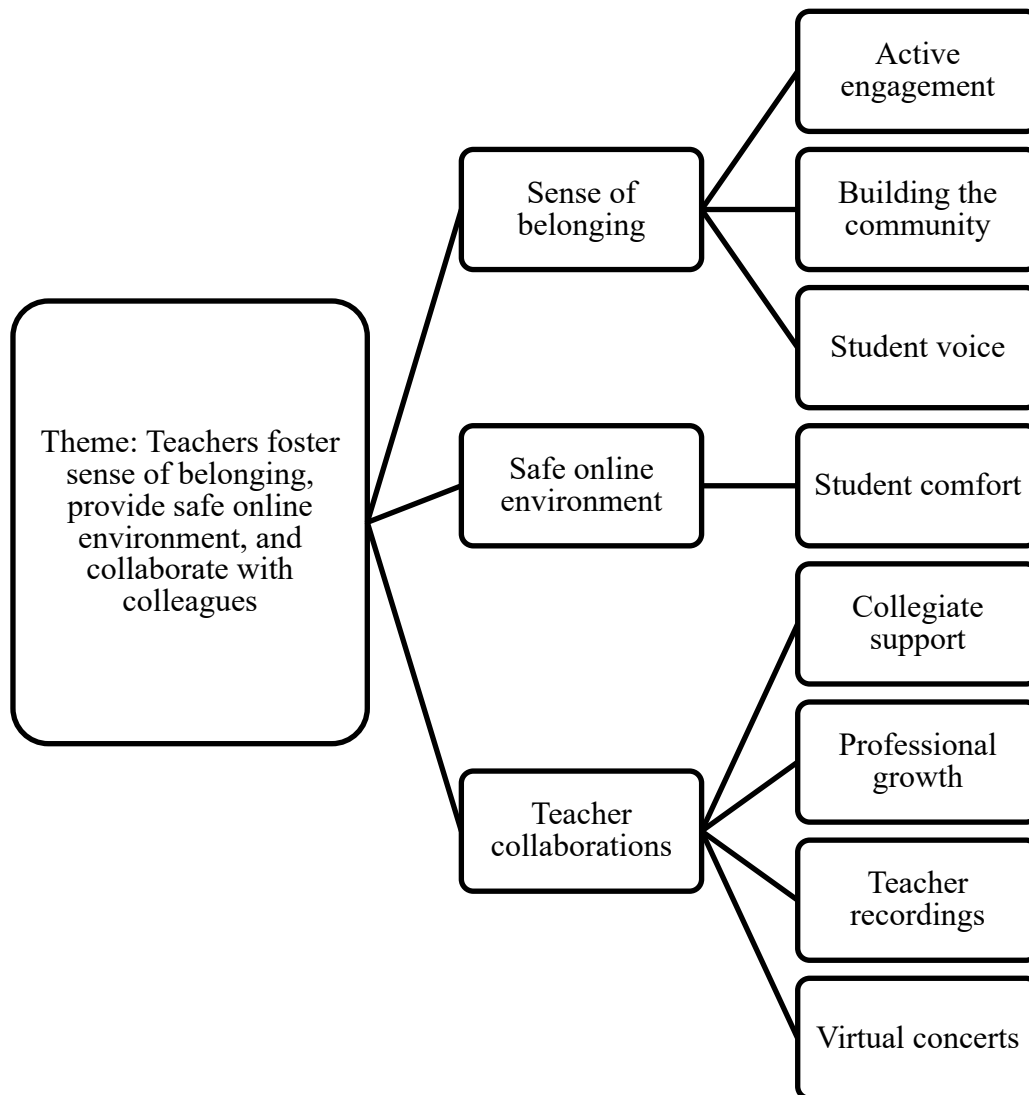 Theme: Teachers foster
sense of belonging,
provide safe online
environment, and
collaborate with
colleagues
Sense of
belonging
Active
engagement
Building the
community
Student voice
Safe online
environment
Student comfort
Teacher
collaborations
Collegiate
support
Professional
growth
Teacher
recordings
Virtual concerts